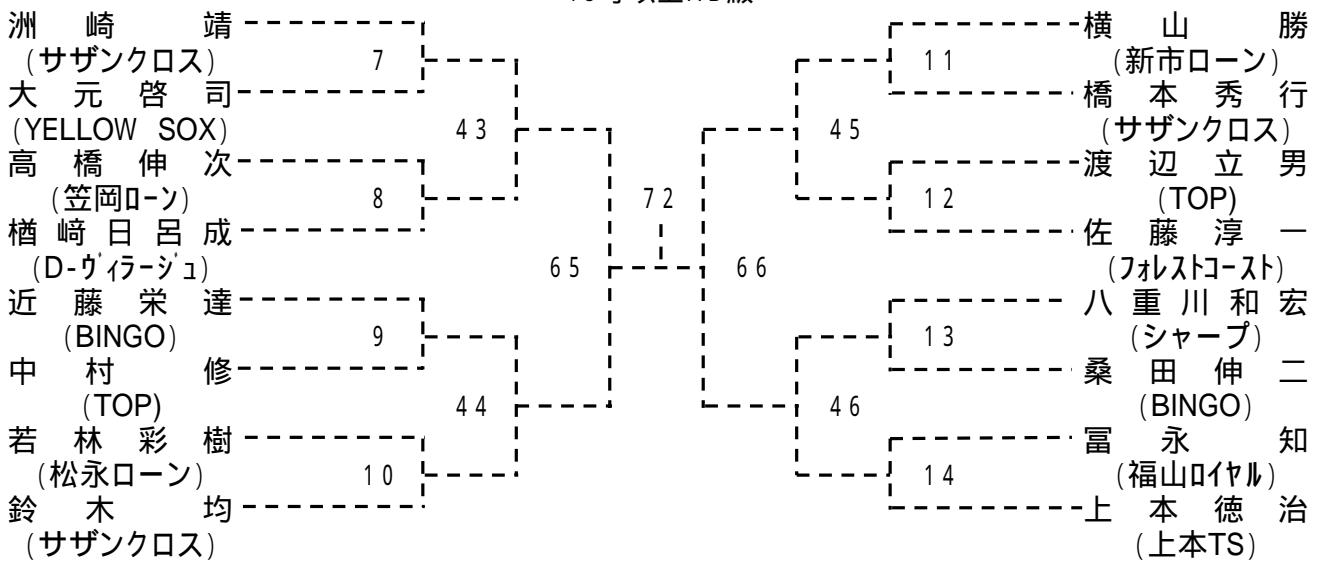 洲崎靖
(サザンクロス)
7
大元啓司
(YELLOW SOX)
43
高橋伸次
(笠岡ﾛｰﾝ)
8
楢﨑日呂成
(D-ｳﾞｨﾗｰｼﾞｭ)
65
近藤栄達
(BINGO)
9
中村修
(TOP)
44
若林彩樹
(松永ローン)
10
鈴木均
(サザンクロス)
72
横山勝
11
(新市ローン)
橋本秀行
(サザンクロス)
45
渡辺立男
12
(TOP)
佐藤淳一
66
(ﾌｫﾚｽﾄｺｰｽﾄ)
八重川和宏
13
(シャープ)
桑田伸二
46
(BINGO)
冨永知
14
(福山ﾛｲﾔﾙ)
上本徳治
(上本TS)